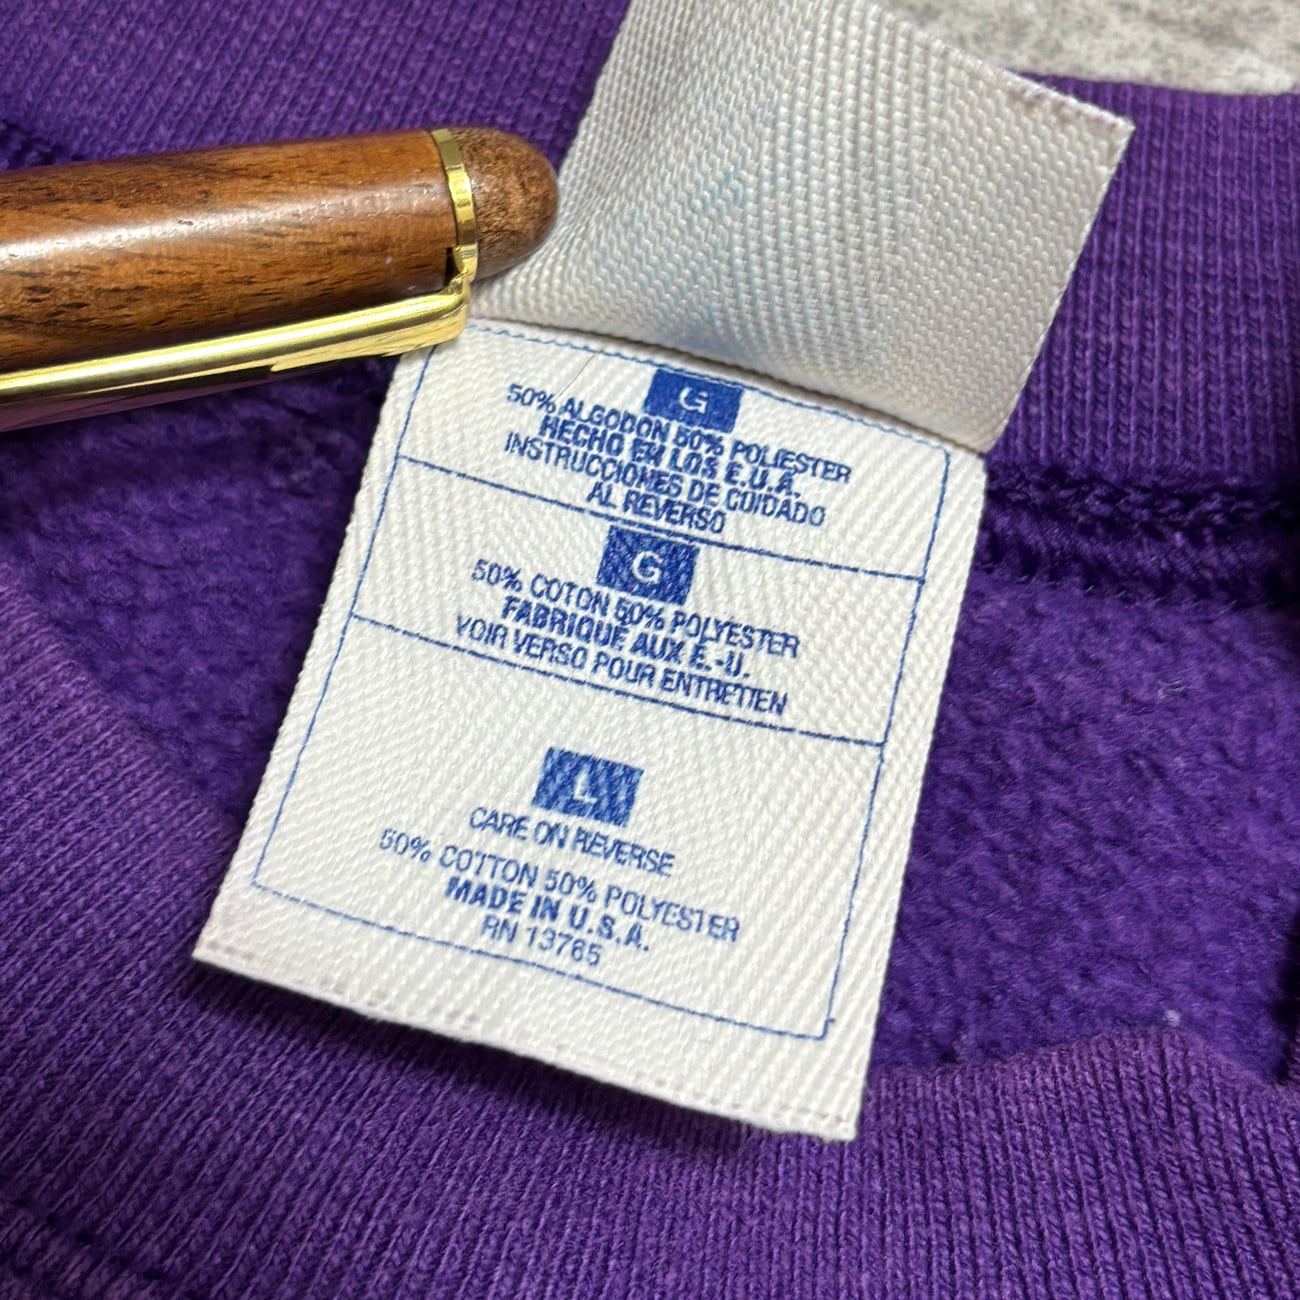 G
50% ALGODON 50% POLIESTER
HECHO EN LOS E.U.A.
INSTRUCCIONES DE CUIDADO
AL REVERSO
G
50% COTON 50% POLYESTER
FABRIQUE AUX E.-U.
VOIR VERSO POUR ENTRETIEN
L
CARE ON REVERSE
50% COTTON 50% POLYESTER
MADE IN U.S.A.
RN 13765